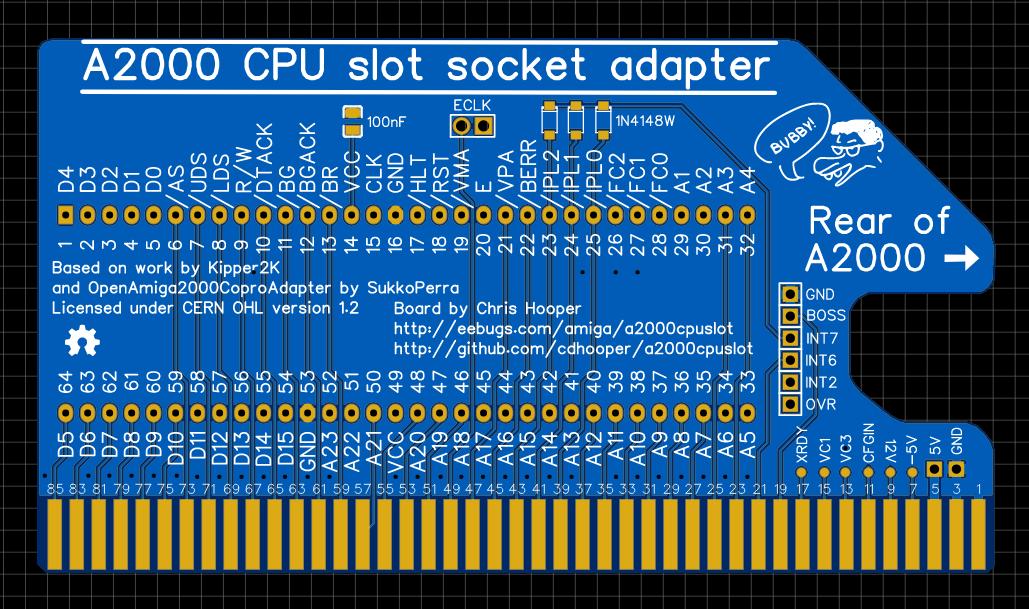 A2000 CPU slot socket adapter
ECLK
100nF
1N4148W
BUBBY!
D4 D3 D2 D1 D0 /AS /UDS /LDS R/W /DTACK /BG /BGACK /BR VCC CLK GND /HLT /RST /VMA E /VPA /BERR /IPL2 /IPL1 /IPL0 /FC2 /FC1 /FC0 A1 A2 A3 A4
1 2 3 4 5 6 7 8 9 10 11 12 13 14 15 16 17 18 19 20 21 22 23 24 25 26 27 28 29 30 31 32
Rear of
A2000
Based on work by Kipper2K
and OpenAmiga2000CoproAdapter by SukkoPerra
Licensed under CERN OHL version 1.2
Board by Chris Hooper
http://eebugs.com/amiga/a2000cpuslot
http://github.com/cdhooper/a2000cpuslot
GND
BOSS
INT7
INT6
INT2
OVR
64 63 62 61 60 59 58 57 56 55 54 53 52 51 50 49 48 47 46 45 44 43 42 41 40 39 38 37 36 35 34 33
D5 D6 D7 D8 D9 D10 D11 D12 D13 D14 D15 GND A23 A22 A21 VCC A20 A19 A18 A17 A16 A15 A14 A13 A12 A11 A10 A9 A8 A7 A6 A5
XRDY VC1 VC3 CFGIN -5V 5V GND
85 83 81 79 77 75 73 71 69 67 65 63 61 59 57 55 53 51 49 47 45 43 41 39 37 35 33 31 29 27 25 23 21 19 17 15 13 11 9 7 5 3 1